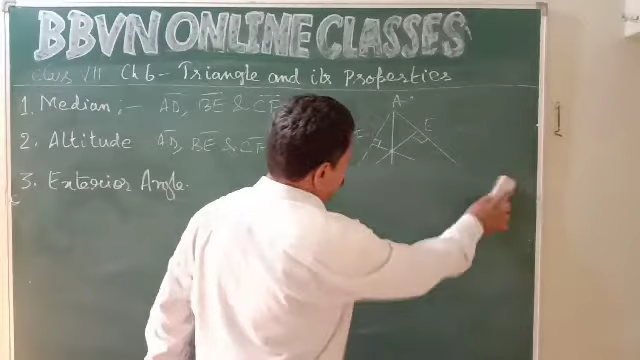 BBVN ONLINE CLASSES
Class VII Ch 6 - Triangle and its Properties
1. Median :- AD, BE & CF
2. Altitude AD, BE & CF
3. Exterior Angle
A
E